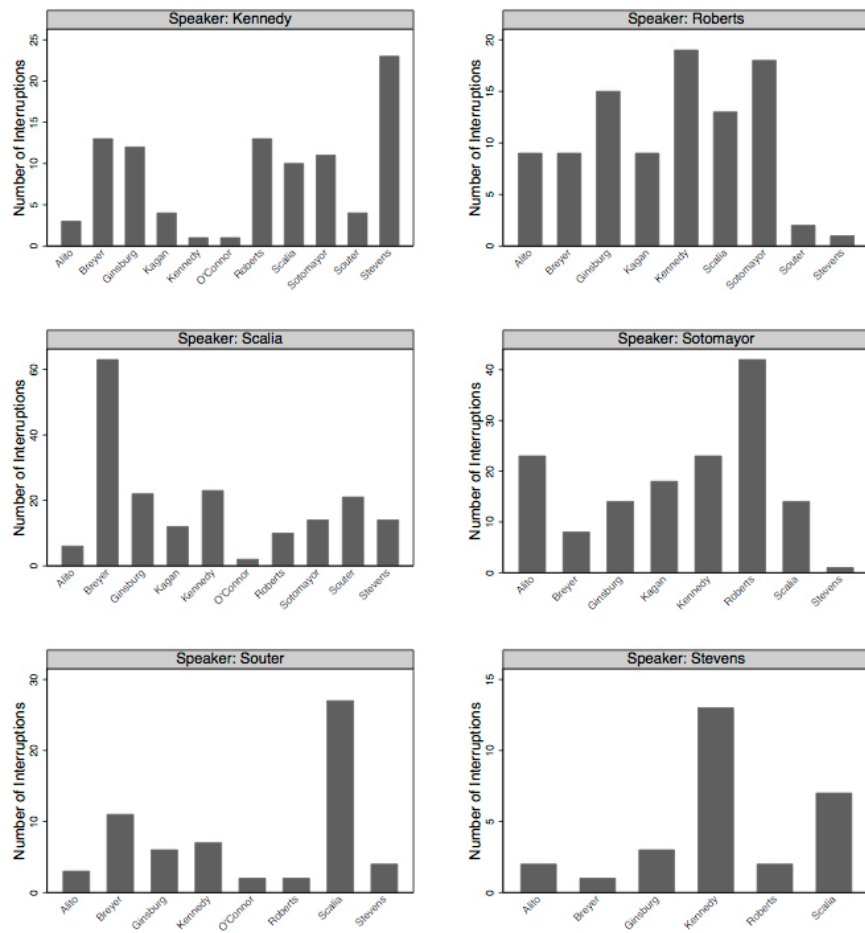 Speaker: Kennedy
Number of Interruptions
25
20
15
10
5
0
Alito
Breyer
Ginsburg
Kagan
Kennedy
O'Connor
Roberts
Scalia
Sotomayor
Souter
Stevens
Speaker: Roberts
Number of Interruptions
20
15
10
5
0
Alito
Breyer
Ginsburg
Kagan
Kennedy
Scalia
Sotomayor
Souter
Stevens
Speaker: Scalia
Number of Interruptions
60
40
20
0
Alito
Breyer
Ginsburg
Kagan
Kennedy
O'Connor
Roberts
Sotomayor
Souter
Stevens
Speaker: Sotomayor
Number of Interruptions
40
30
20
10
0
Alito
Breyer
Ginsburg
Kagan
Kennedy
Roberts
Scalia
Stevens
Speaker: Souter
Number of Interruptions
30
20
10
0
Alito
Breyer
Ginsburg
Kennedy
O'Connor
Roberts
Scalia
Stevens
Speaker: Stevens
Number of Interruptions
15
10
5
0
Alito
Breyer
Ginsburg
Kennedy
Roberts
Scalia